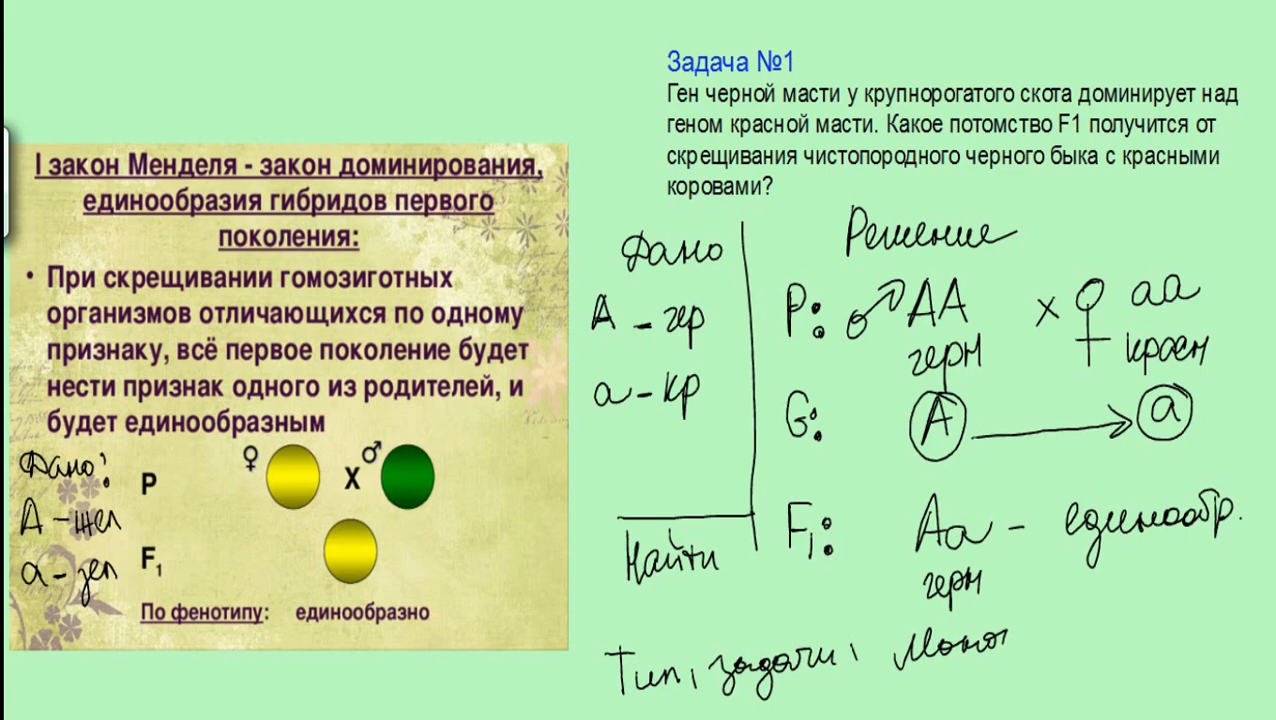 I закон Менделя - закон доминирования,
единообразия гибридов первого
поколения:
• При скрещивании гомозиготных
организмов отличающихся по одному
признаку, всё первое поколение будет
нести признак одного из родителей, и
будет единообразным
Дано:
А - жел
а - зел
P ♀ X ♂
F₁
По фенотипу: единообразно
Задача №1
Ген черной масти у крупнорогатого скота доминирует над
геном красной масти. Какое потомство F1 получится от
скрещивания чистопородного черного быка с красными
коровами?
Дано
А - чер
а - кр
Найти
Решение
P: ♂ АА x ♀ аа
черн красн
G: А а
F₁: Аа - единообр.
черн
Тип, задачи, Моног